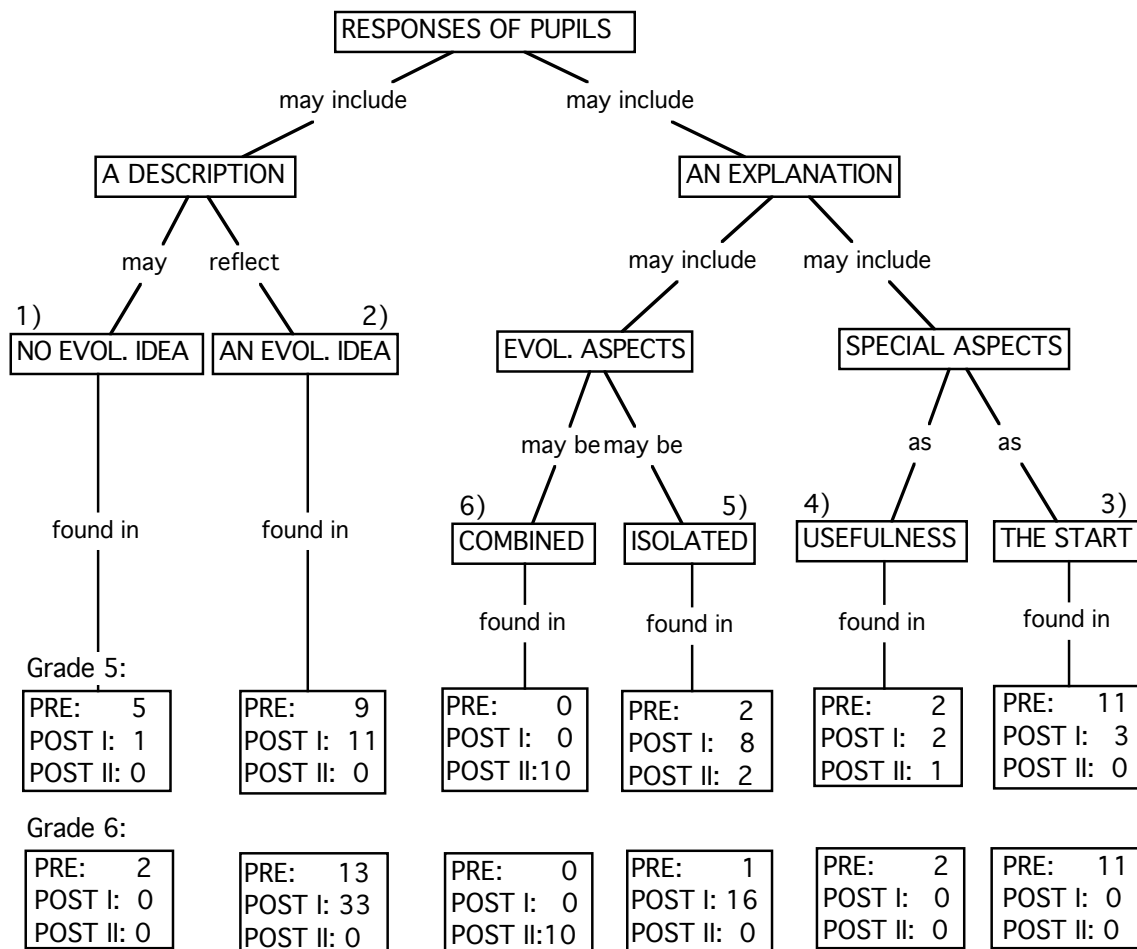 RESPONSES OF PUPILS
may include
may include
A DESCRIPTION
AN EXPLANATION
may
reflect
may include
may include
1)
2)
NO EVOL. IDEA
AN EVOL. IDEA
EVOL. ASPECTS
SPECIAL ASPECTS
may be
may be
as
as
6)
5)
4)
3)
found in
found in
COMBINED
ISOLATED
USEFULNESS
THE START
found in
found in
found in
found in
Grade 5:
PRE: 5
POST I: 1
POST II: 0
PRE: 9
POST I: 11
POST II: 0
PRE: 0
POST I: 0
POST II:10
PRE: 2
POST I: 8
POST II: 2
PRE: 2
POST I: 2
POST II: 1
PRE: 11
POST I: 3
POST II: 0
Grade 6:
PRE: 2
POST I: 0
POST II: 0
PRE: 13
POST I: 33
POST II: 0
PRE: 0
POST I: 0
POST II:10
PRE: 1
POST I: 16
POST II: 0
PRE: 2
POST I: 0
POST II: 0
PRE: 11
POST I: 0
POST II: 0